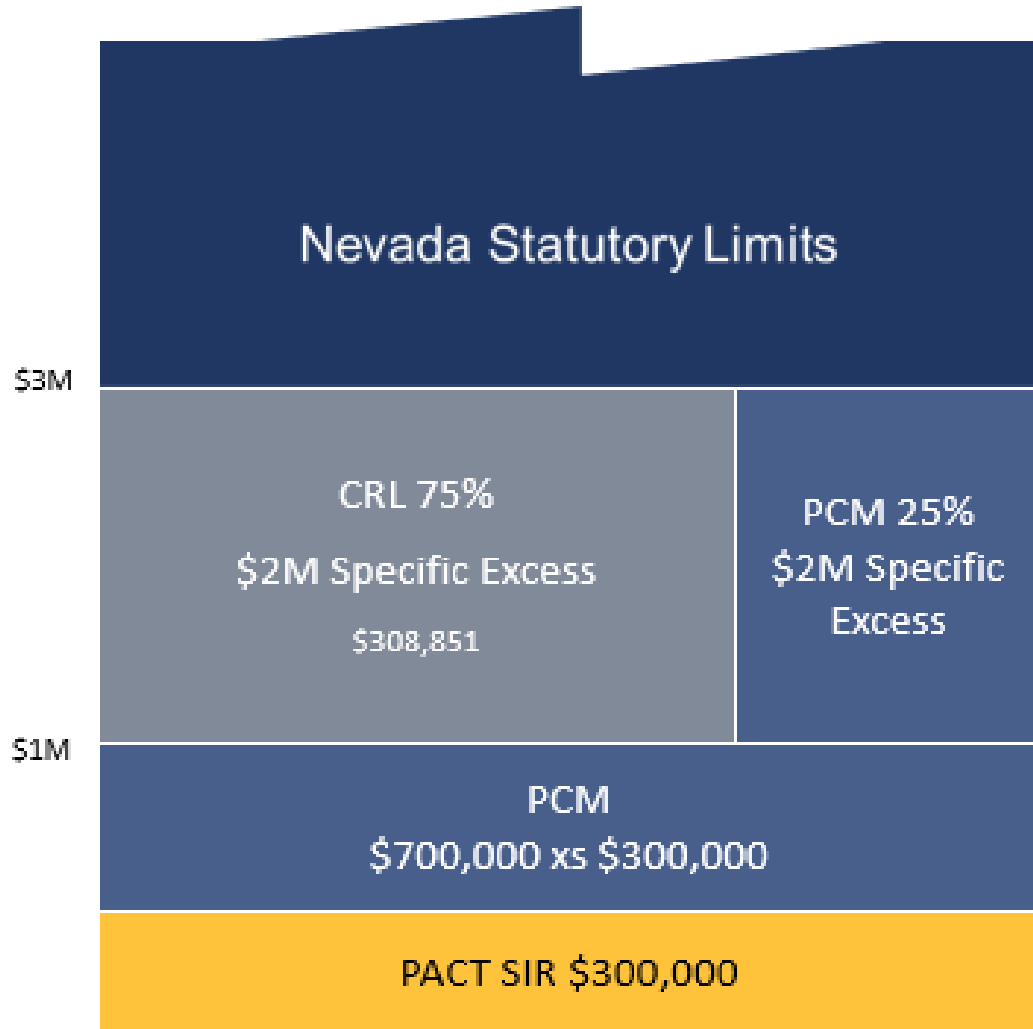 Nevada Statutory Limits
$3M
CRL 75%
$2M Specific Excess
$308,851
PCM 25%
$2M Specific
Excess
$1M
PCM
$700,000 xs $300,000
PACT SIR $300,000